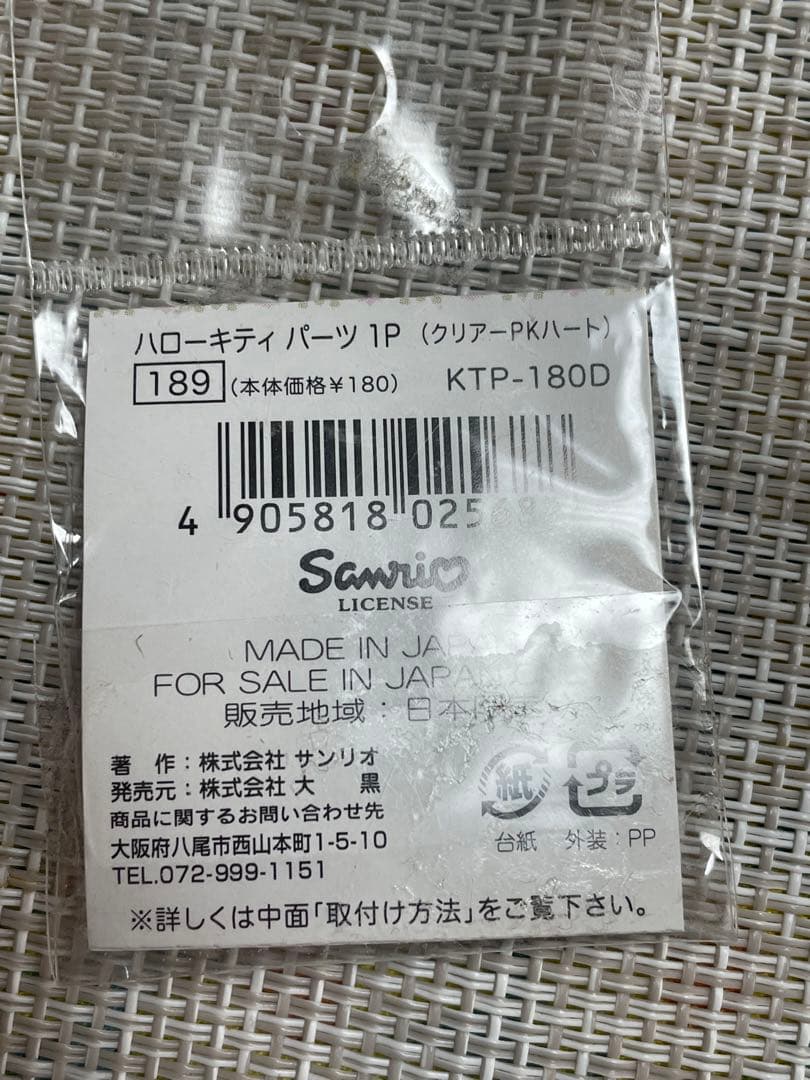 ハローキティ パーツ 1P (クリアーPKハート)
189 (本体価格¥180) KTP-180D
4 905818 02568
Sanrio
LICENSE
MADE IN JAPAN
FOR SALE IN JAPAN
販売地域：日本
著　作：株式会社 サンリオ
発売元：株式会社 大　黒
商品に関するお問い合わせ先
大阪府八尾市西山本町1-5-10
TEL.072-999-1151
紙 プラ
台紙 外装：PP
※詳しくは中面「取付け方法」をご覧下さい。